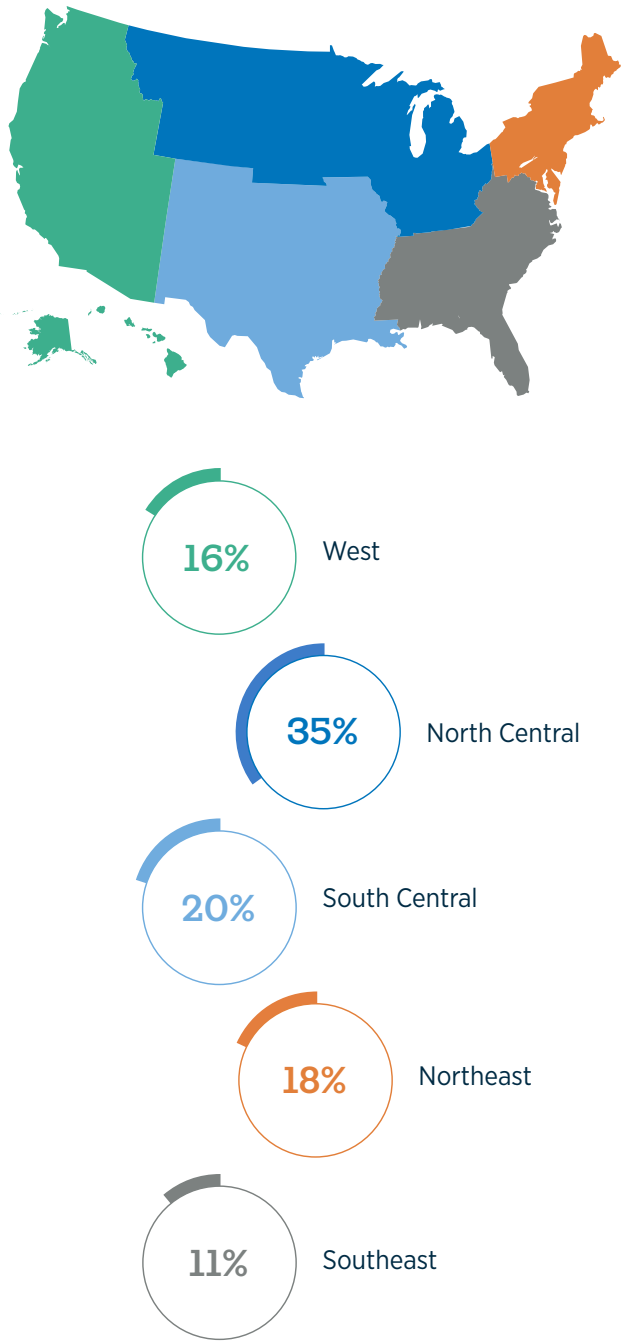 16%
West
35%
North Central
20%
South Central
18%
Northeast
11%
Southeast